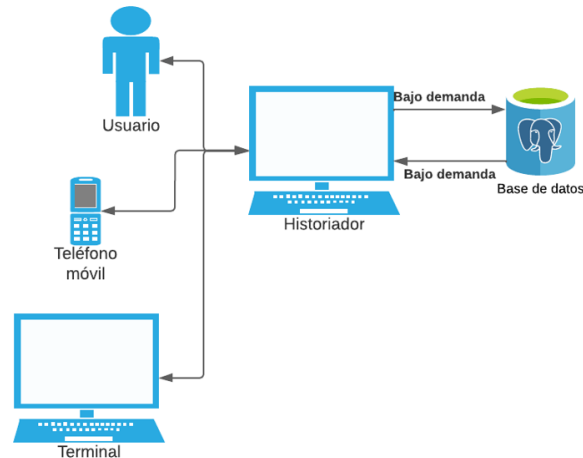 Usuario
Bajo demanda
Bajo demanda
Base de datos
Historiador
Teléfono
móvil
Terminal